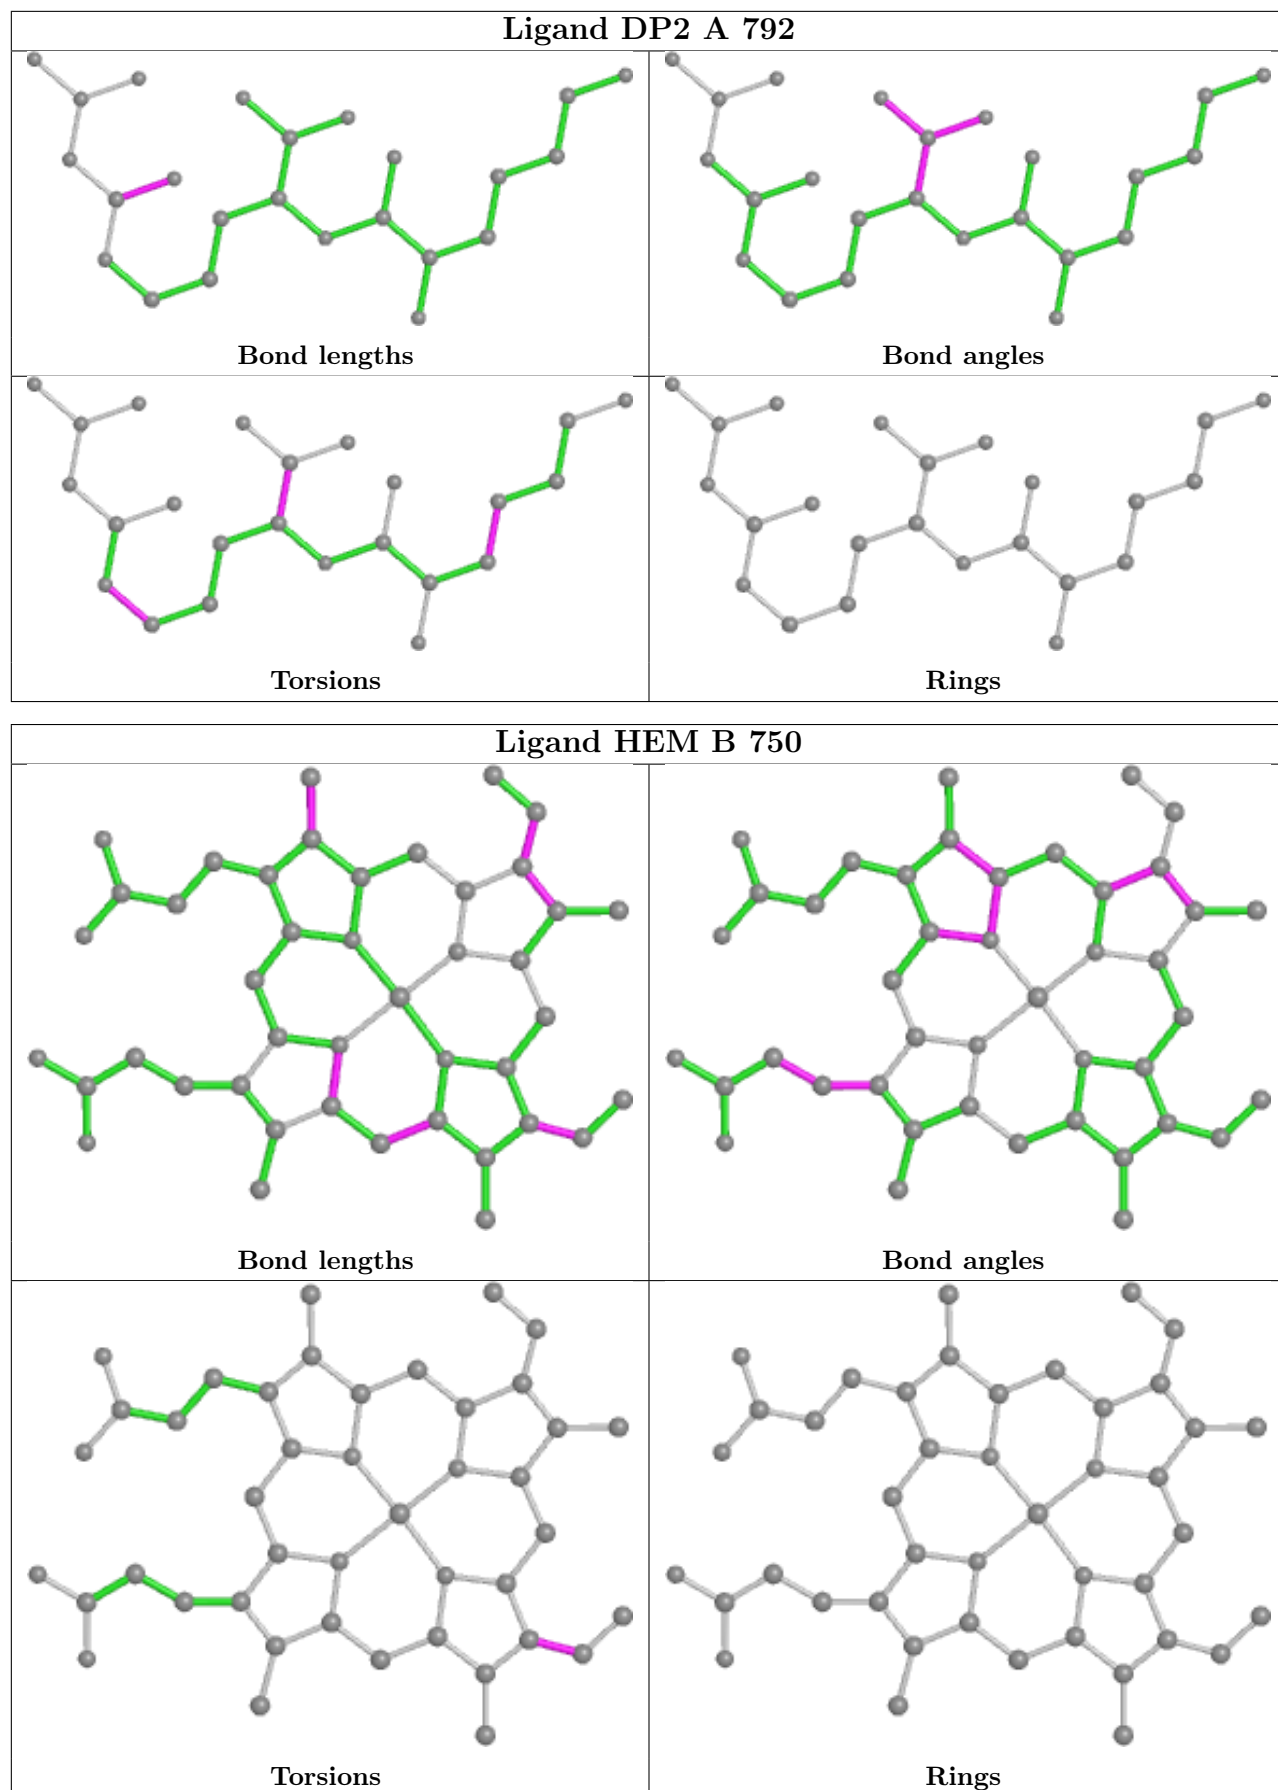 Ligand DP2 A 792
Bond lengths
Bond angles
Torsions
Rings
Ligand HEM B 750
Bond lengths
Bond angles
Torsions
Rings